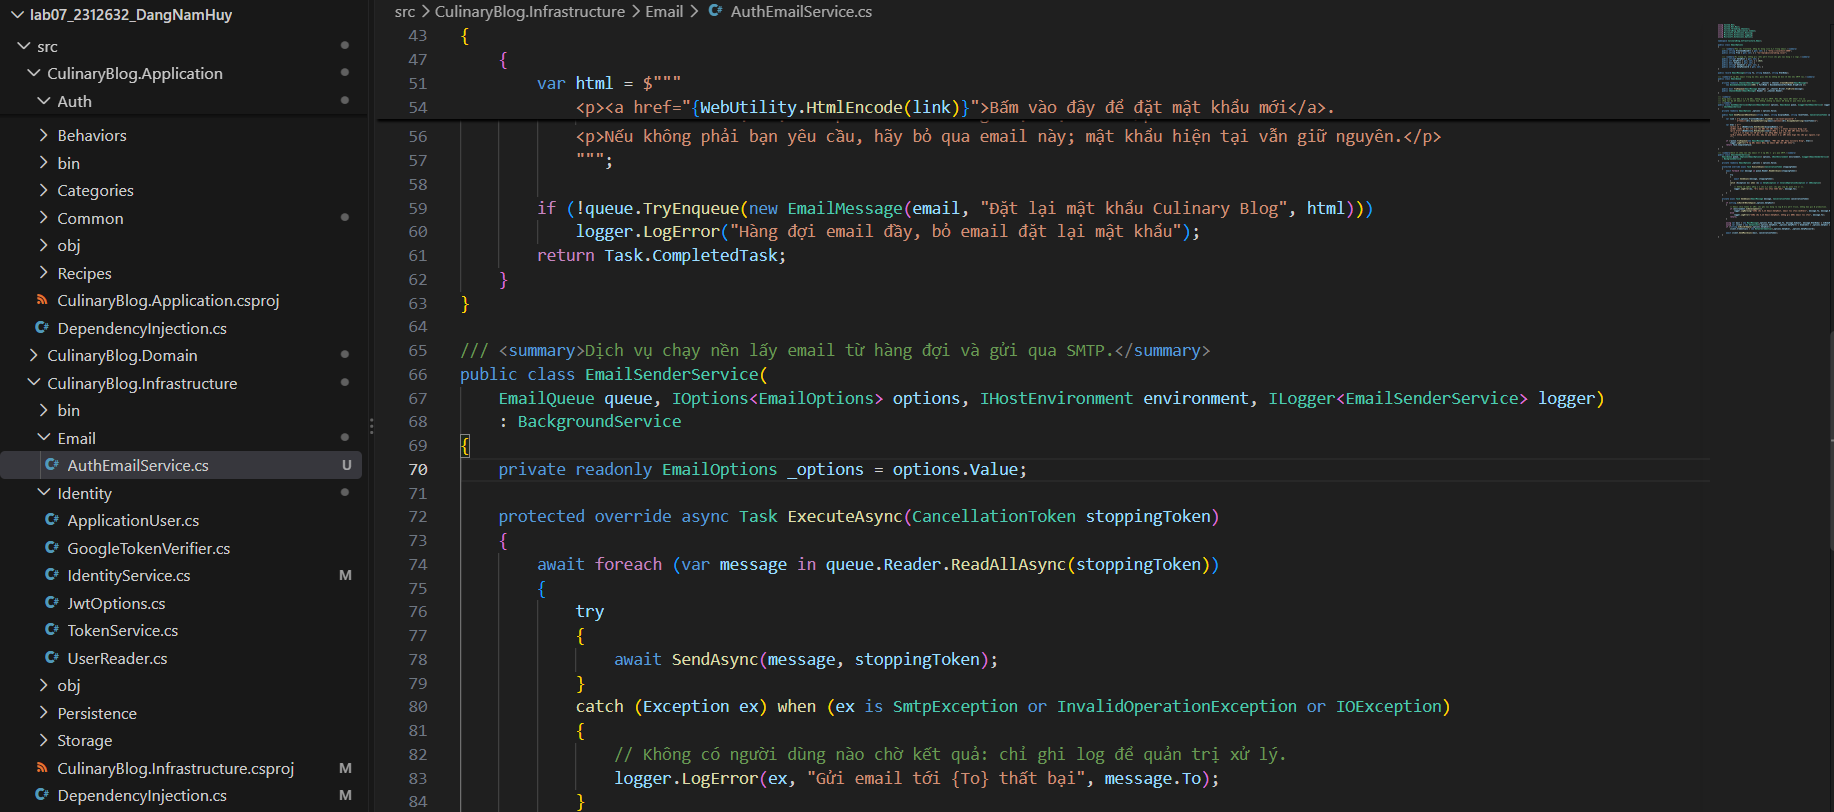 lab07_2312632_DangNamHuy
src
CulinaryBlog.Application
Auth
Behaviors
bin
Categories
Common
obj
Recipes
CulinaryBlog.Application.csproj
DependencyInjection.cs
CulinaryBlog.Domain
CulinaryBlog.Infrastructure
bin
Email
AuthEmailService.cs U
Identity
ApplicationUser.cs
GoogleTokenVerifier.cs
IdentityService.cs M
JwtOptions.cs
TokenService.cs
UserReader.cs
obj
Persistence
Storage
CulinaryBlog.Infrastructure.csproj M
DependencyInjection.cs M
src > CulinaryBlog.Infrastructure > Email > C# AuthEmailService.cs
43 {
47 {
51 var html = $"""
54 <p><a href="{WebUtility.HtmlEncode(link)}">Bấm vào đây để đặt mật khẩu mới</a>.
56 <p>Nếu không phải bạn yêu cầu, hãy bỏ qua email này; mật khẩu hiện tại vẫn giữ nguyên.</p>
57 """;
58
59 if (!queue.TryEnqueue(new EmailMessage(email, "Đặt lại mật khẩu Culinary Blog", html)))
60 logger.LogError("Hàng đợi email đầy, bỏ email đặt lại mật khẩu");
61 return Task.CompletedTask;
62 }
63 }
64
65 /// <summary>Dịch vụ chạy nền lấy email từ hàng đợi và gửi qua SMTP.</summary>
66 public class EmailSenderService(
67 EmailQueue queue, IOptions<EmailOptions> options, IHostEnvironment environment, ILogger<EmailSenderService> logger)
68 : BackgroundService
69 {
70 private readonly EmailOptions _options = options.Value;
71
72 protected override async Task ExecuteAsync(CancellationToken stoppingToken)
73 {
74 await foreach (var message in queue.Reader.ReadAllAsync(stoppingToken))
75 {
76 try
77 {
78 await SendAsync(message, stoppingToken);
79 }
80 catch (Exception ex) when (ex is SmtpException or InvalidOperationException or IOException)
81 {
82 // Không có người dùng nào chờ kết quả: chỉ ghi log để quản trị xử lý.
83 logger.LogError(ex, "Gửi email tới {To} thất bại", message.To);
84 }